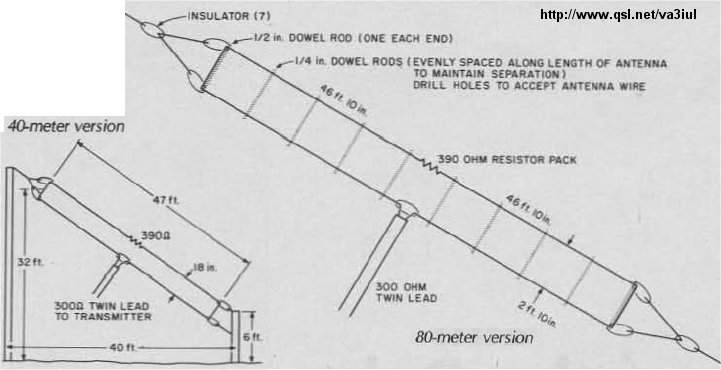 http://www.qsl.net/va3iul
INSULATOR (7)
1/2 in. DOWEL ROD (ONE EACH END)
1/4 in. DOWEL RODS (EVENLY SPACED ALONG LENGTH OF ANTENNA
TO MAINTAIN SEPARATION)
DRILL HOLES TO ACCEPT ANTENNA WIRE
46 ft. 10 in.
390 OHM RESISTOR PACK
46 ft. 10 in.
300 OHM
TWIN LEAD
2 ft. 10 in.
80-meter version
40-meter version
47 ft.
390Ω
32 ft.
18 in.
300Ω TWIN LEAD
TO TRANSMITTER
6 ft.
40 ft.